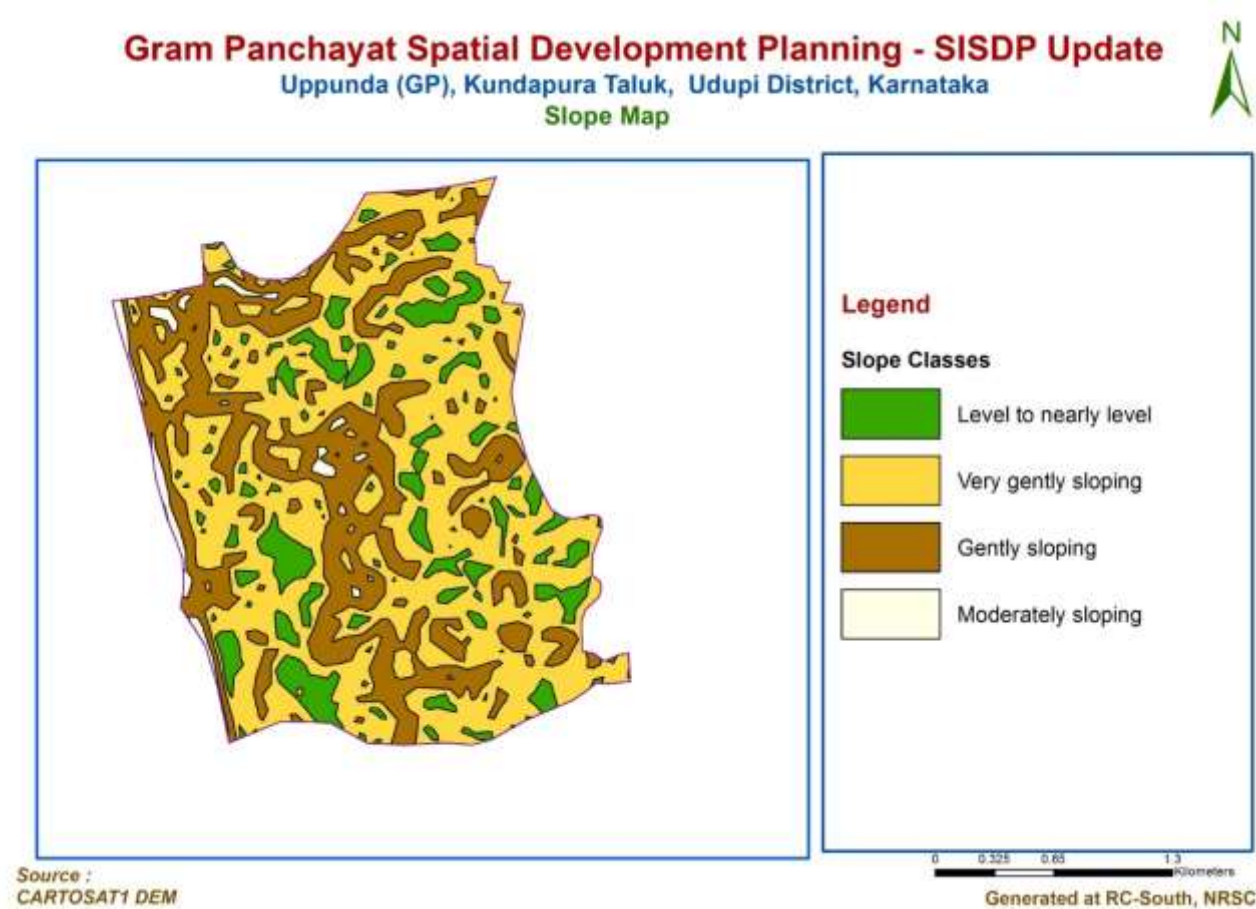 Gram Panchayat Spatial Development Planning - SISDP Update
N
Uppunda (GP), Kundapura Taluk, Udupi District, Karnataka
Slope Map
Legend
Slope Classes
Level to nearly level
Very gently sloping
Gently sloping
Moderately sloping
0 0.325 0.65 1.3
Kilometers
Source :
CARTOSAT1 DEM
Generated at RC-South, NRSC